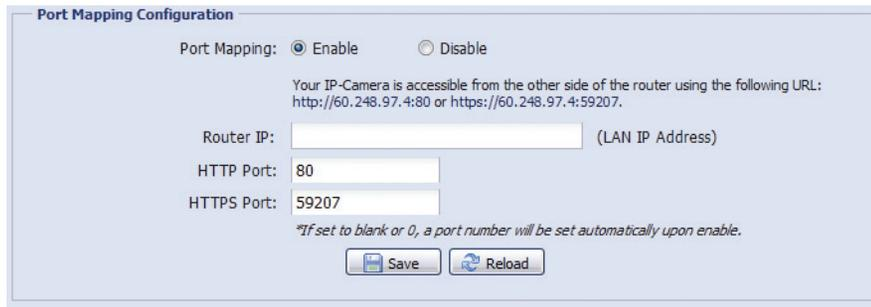 Port Mapping Configuration
Port Mapping: Enable Disable
Your IP-Camera is accessible from the other side of the router using the following URL:
http://60.248.97.4:80 or https://60.248.97.4:59207.
Router IP: (LAN IP Address)
HTTP Port: 80
HTTPS Port: 59207
*If set to blank or 0, a port number will be set automatically upon enable.
Save Reload